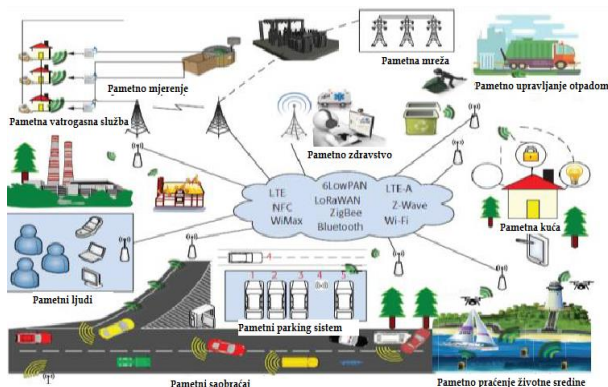 Pametna mreža
Pametno upravljanje otpadom
Pametno mjerenje
Pametna vatrogasna služba
Pametno zdravstvo
LTE
NFC
WiMax
6LowPAN
LoRaWAN
ZigBee
Bluetooth
LTE-A
Z-Wave
Wi-Fi
Pametna kuća
Pametni ljudi
1 2 3 4 5
Pametni parking sistem
Pametni saobraćaj
Pametno praćenje životne sredine